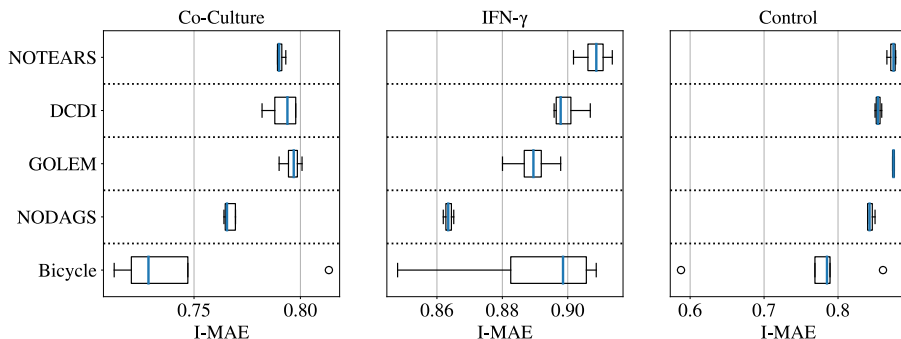 Co-Culture
IFN-γ
Control
NOTEARS
DCDI
GOLEM
NODAGS
Bicycle
0.75 0.80
0.86 0.88 0.90
0.6 0.7 0.8
I-MAE
I-MAE
I-MAE